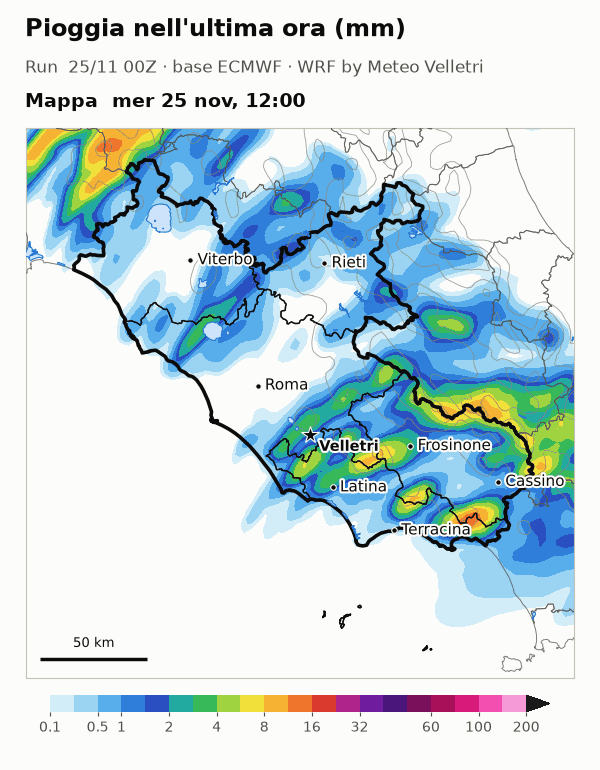 Pioggia nell'ultima ora (mm)
Run  25/11 00Z · base ECMWF · WRF by Meteo Velletri
Mappa  mer 25 nov, 12:00
Viterbo
Rieti
Roma
Velletri
Frosinone
Latina
Cassino
Terracina
50 km
0.1 0.5 1 2 4 8 16 32 60 100 200